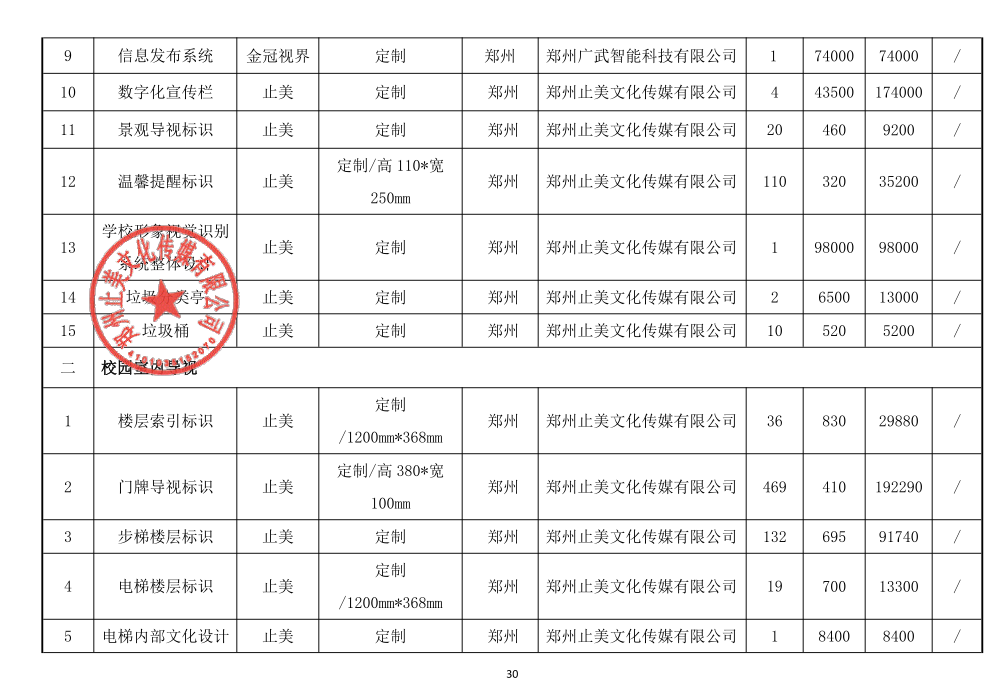 9 信息发布系统 金冠视界 定制 郑州 郑州广武智能科技有限公司 1 74000 74000 /
10 数字化宣传栏 止美 定制 郑州 郑州止美文化传媒有限公司 4 43500 174000 /
11 景观导视标识 止美 定制 郑州 郑州止美文化传媒有限公司 20 460 9200 /
12 温馨提醒标识 止美 定制/高 110*宽 250mm 郑州 郑州止美文化传媒有限公司 110 320 35200 /
13 学校形象视觉识别系统整体设计 止美 定制 郑州 郑州止美文化传媒有限公司 1 98000 98000 /
14 垃圾分类亭 止美 定制 郑州 郑州止美文化传媒有限公司 2 6500 13000 /
15 垃圾桶 止美 定制 郑州 郑州止美文化传媒有限公司 10 520 5200 /
郑州止美文化传媒有限公司
二 校园室内导视
1 楼层索引标识 止美 定制/1200mm*368mm 郑州 郑州止美文化传媒有限公司 36 830 29880 /
2 门牌导视标识 止美 定制/高 380*宽 100mm 郑州 郑州止美文化传媒有限公司 469 410 192290 /
3 步梯楼层标识 止美 定制 郑州 郑州止美文化传媒有限公司 132 695 91740 /
4 电梯楼层标识 止美 定制/1200mm*368mm 郑州 郑州止美文化传媒有限公司 19 700 13300 /
5 电梯内部文化设计 止美 定制 郑州 郑州止美文化传媒有限公司 1 8400 8400 /
30